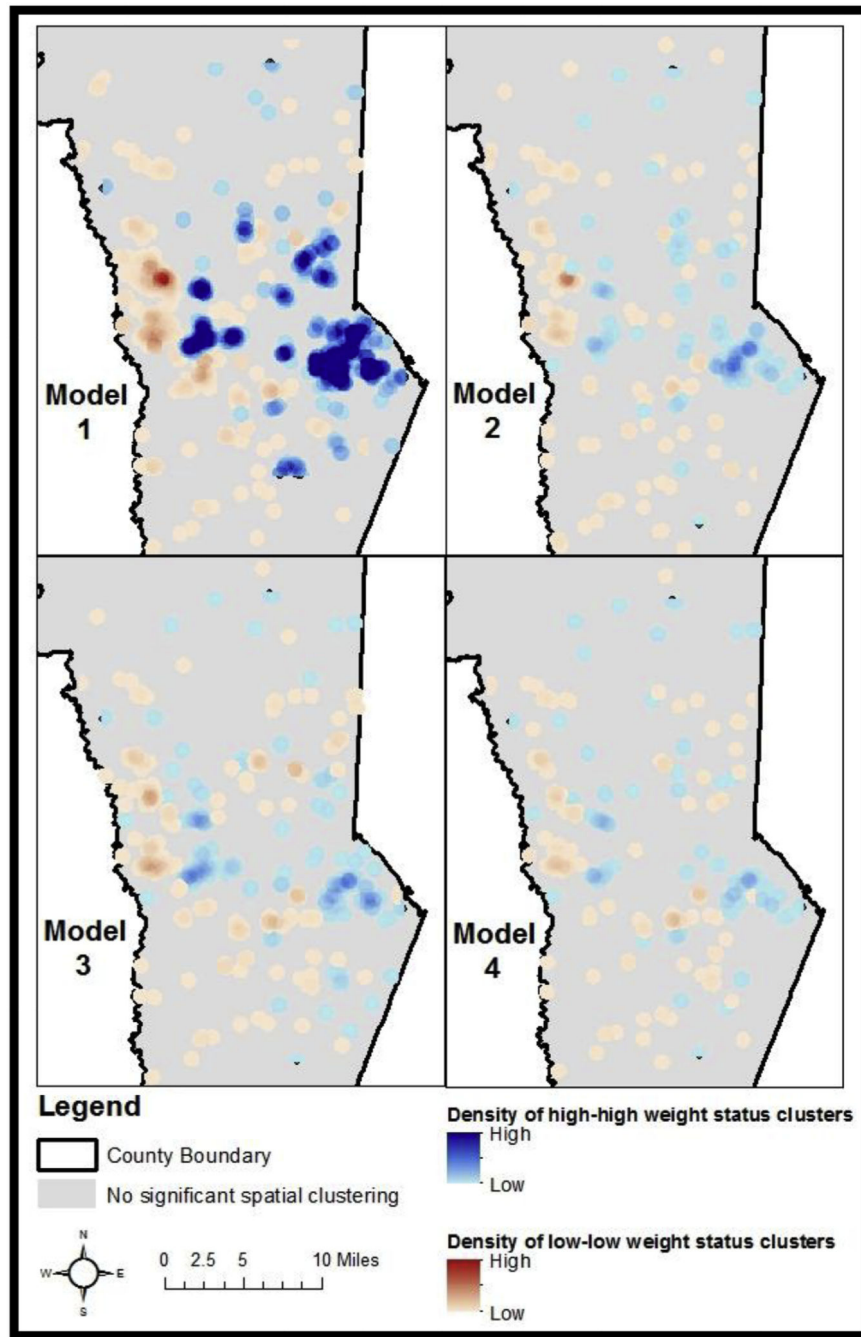 Model
1
Model
2
Model
3
Model
4
Legend
County Boundary
No significant spatial clustering
N
W E
S
0 2.5 5 10 Miles
Density of high-high weight status clusters
High
Low
Density of low-low weight status clusters
High
Low